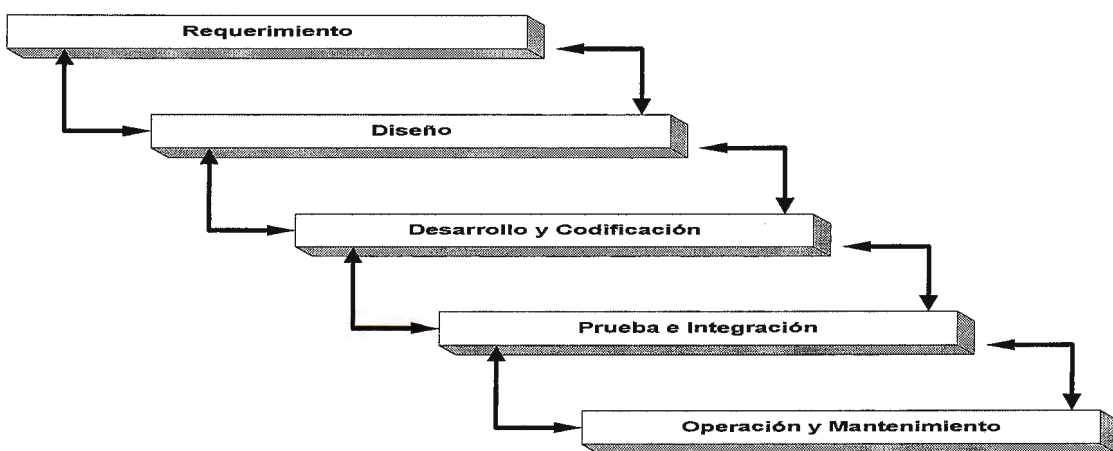 Requerimiento
Diseño
Desarrollo y Codificación
Prueba e Integración
Operación y Mantenimiento